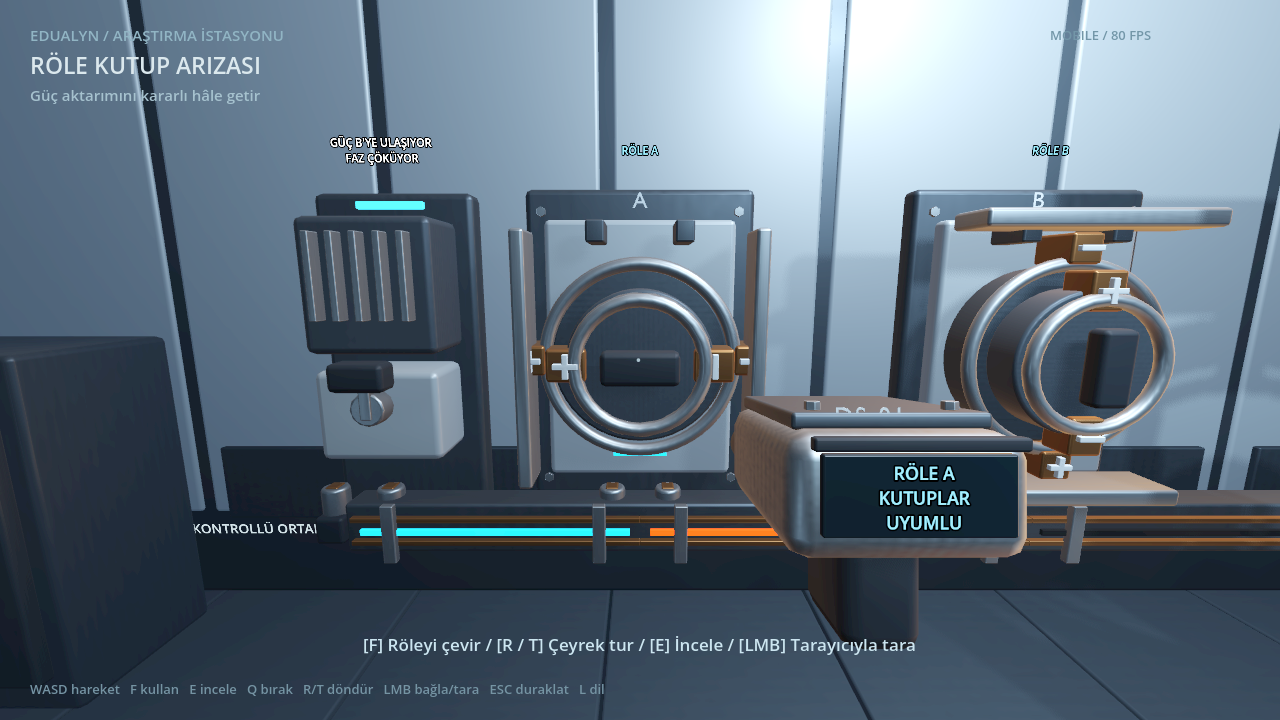 EDUALYN / ARAŞTIRMA İSTASYONU
MOBILE / 80 FPS
RÖLE KUTUP ARIZASI
Güç aktarımını kararlı hâle getir
GÜÇ B'YE ULAŞIYOR
FAZ ÇÖKÜYOR
RÖLE A
RÖLE B
A
B
RÖLE A
KUTUPLAR
UYUMLU
KONTROLLÜ ORTA
[F] Röleyi çevir / [R / T] Çeyrek tur / [E] İncele / [LMB] Tarayıcıyla tara
WASD hareket F kullan E incele Q bırak R/T döndür LMB bağla/tara ESC duraklat L dil